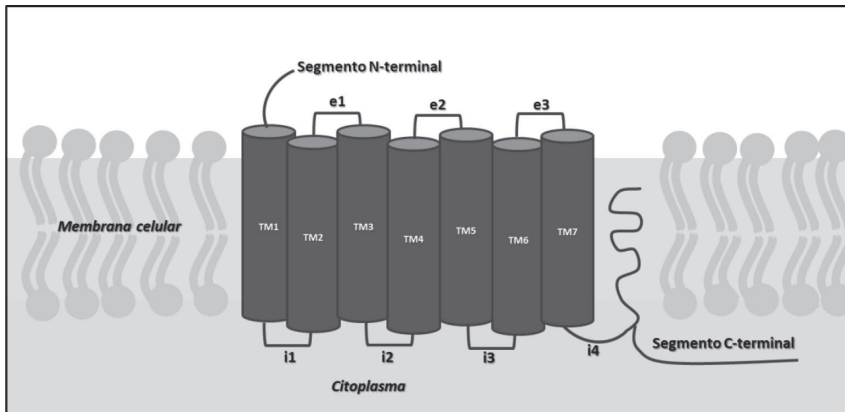 Segmento N-terminal
e1
e2
e3
Membrana celular
TM1
TM2
TM3
TM4
TM5
TM6
TM7
i1
i2
i3
i4
Segmento C-terminal
Citoplasma